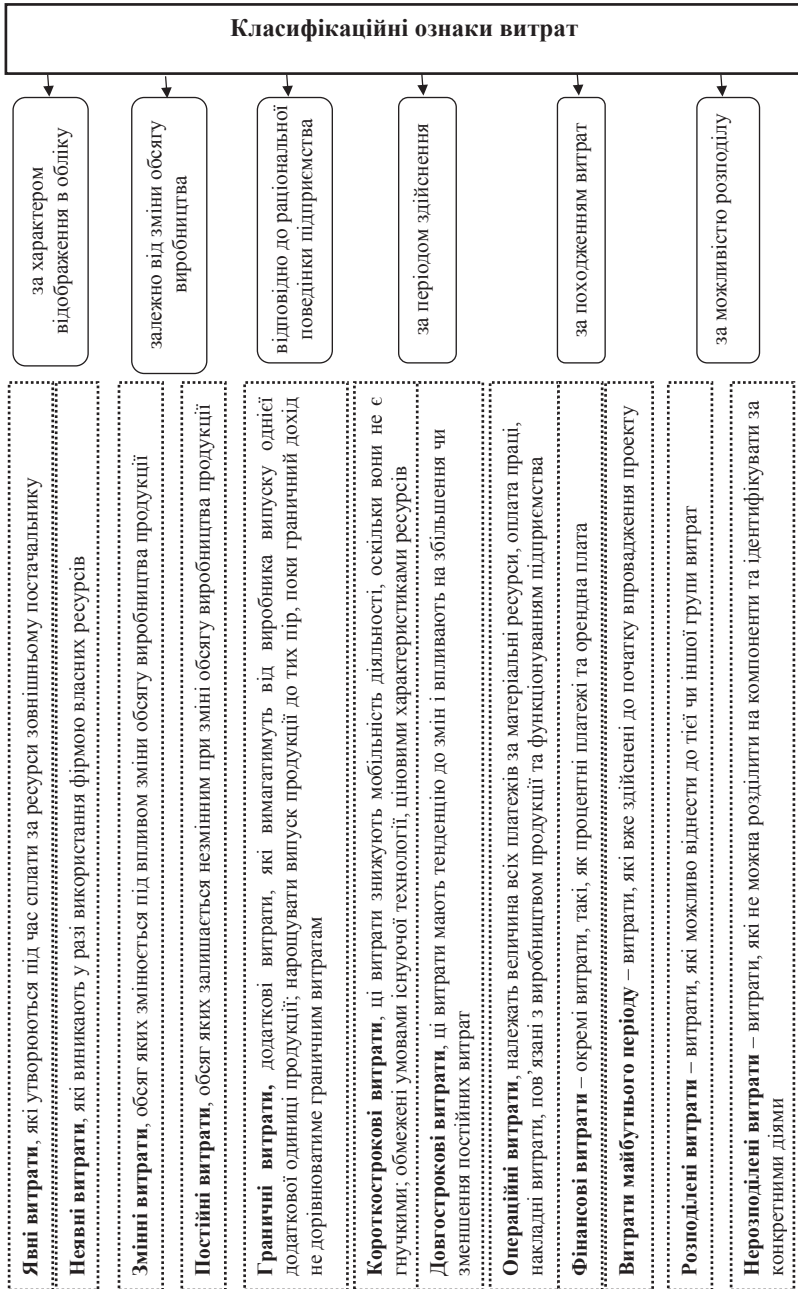 Класифікаційні ознаки витрат
за характером
відображення в обліку
Явні витрати, які утворюються під час сплати за ресурси зовнішньому постачальнику
Неявні витрати, які виникають у разі використання фірмою власних ресурсів
залежно від зміни обсягу
виробництва
Змінні витрати, обсяг яких змінюється під впливом зміни обсягу виробництва продукції
Постійні витрати, обсяг яких залишається незмінним при зміні обсягу виробництва продукції
відповідно до раціональної
поведінки підприємства
Граничні витрати, додаткові витрати, які вимагатимуть від виробника випуску однієї
додаткової одиниці продукції; нарощувати випуск продукції до тих пір, поки граничний дохід
не дорівноватиме граничним витратам
за періодом здійснення
Короткострокові витрати, ці витрати знижують мобільність діяльності, оскільки вони не є
гнучкими; обмежені умовами існуючої технології, ціновими характеристиками ресурсів
Довгострокові витрати, ці витрати мають тенденцію до змін і впливають на збільшення чи
зменшення постійних витрат
за походженням витрат
Операційні витрати, належать величина всіх платежів за матеріальні ресурси, оплата праці,
накладні витрати, пов'язані з виробництвом продукції та функціонуванням підприємства
Фінансові витрати – окремі витрати, такі, як процентні платежі та орендна плата
Витрати майбутнього періоду – витрати, які вже здійснені до початку впровадження проекту
за можливістю розподілу
Розподілені витрати – витрати, які можливо віднести до тієї чи іншої групи витрат
Нерозподілені витрати – витрати, які не можна розділити на компоненти та ідентифікувати за
конкретними діями